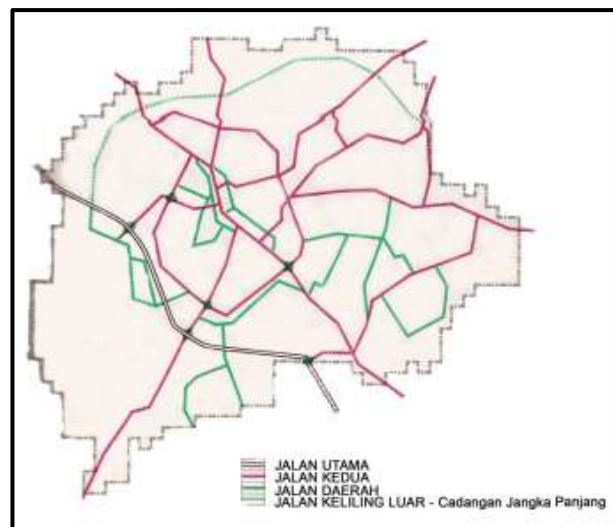 JALAN UTAMA
JALAN KEDUA
JALAN DAERAH
JALAN KELILING LUAR - Cadangan Jangka Panjang